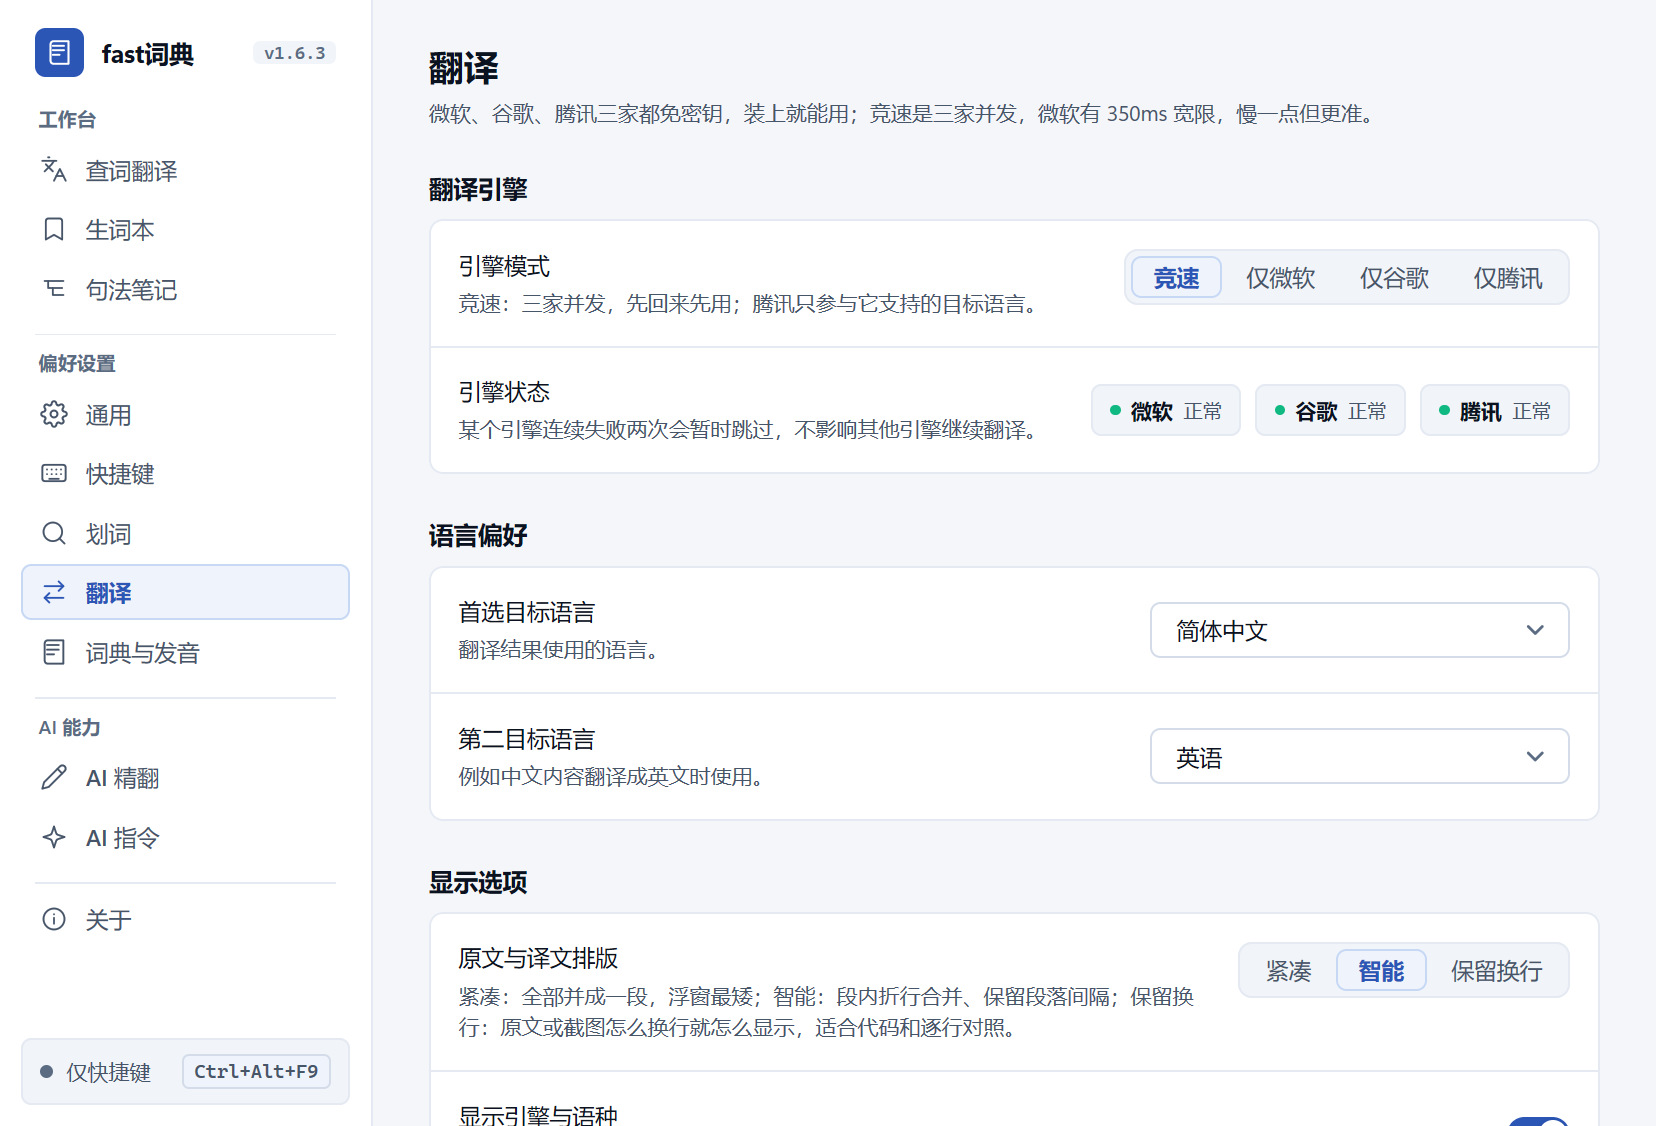 fast词典
v1.6.3
工作台
查词翻译
生词本
句法笔记
偏好设置
通用
快捷键
划词
翻译
词典与发音
AI 能力
AI 精翻
AI 指令
关于
仅快捷键
Ctrl+Alt+F9
翻译
微软、谷歌、腾讯三家都免密钥，装上就能用；竞速是三家并发，微软有 350ms 宽限，慢一点但更准。
翻译引擎
引擎模式
竞速：三家并发，先回来先用；腾讯只参与它支持的目标语言。
竞速 仅微软 仅谷歌 仅腾讯
引擎状态
某个引擎连续失败两次会暂时跳过，不影响其他引擎继续翻译。
微软 正常 谷歌 正常 腾讯 正常
语言偏好
首选目标语言
翻译结果使用的语言。
简体中文
第二目标语言
例如中文内容翻译成英文时使用。
英语
显示选项
原文与译文排版
紧凑：全部并成一段，浮窗最矮；智能：段内折行合并、保留段落间隔；保留换
行：原文或截图怎么换行就怎么显示，适合代码和逐行对照。
紧凑 智能 保留换行
显示引擎与语种